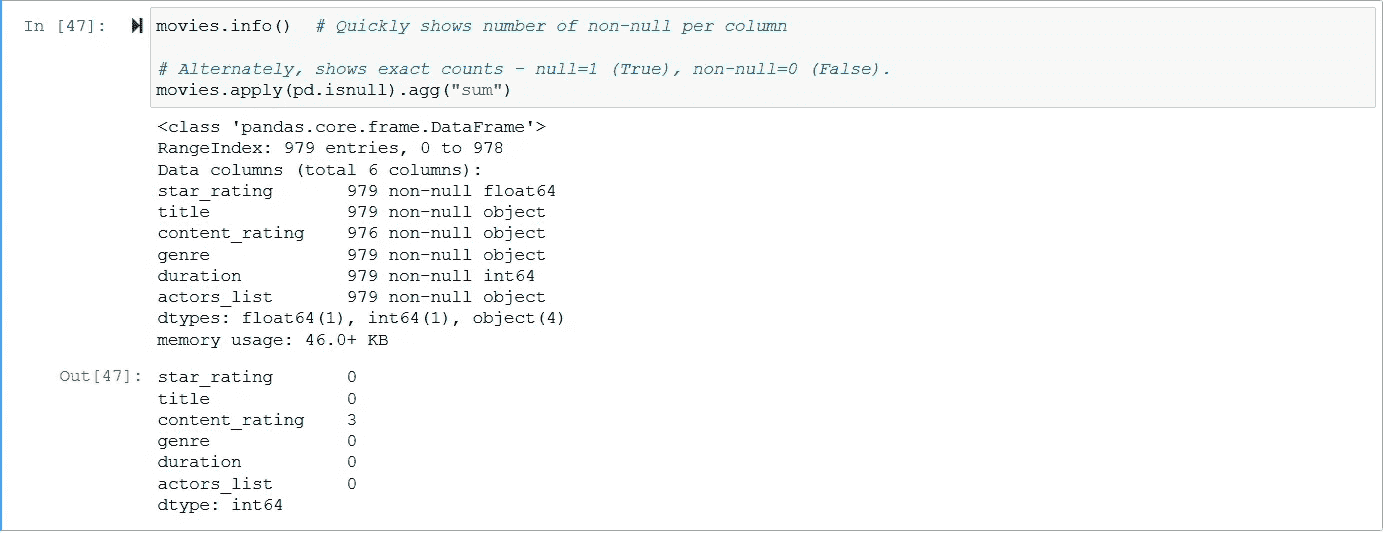 In [47]: movies.info()  # Quickly shows number of non-null per column
# Alternately, shows exact counts - null=1 (True), non-null=0 (False).
movies.apply(pd.isnull).agg("sum")
<class 'pandas.core.frame.DataFrame'>
RangeIndex: 979 entries, 0 to 978
Data columns (total 6 columns):
star_rating       979 non-null float64
title             979 non-null object
content_rating    976 non-null object
genre             979 non-null object
duration          979 non-null int64
actors_list       979 non-null object
dtypes: float64(1), int64(1), object(4)
memory usage: 46.0+ KB
Out[47]: star_rating       0
title             0
content_rating    3
genre             0
duration          0
actors_list       0
dtype: int64